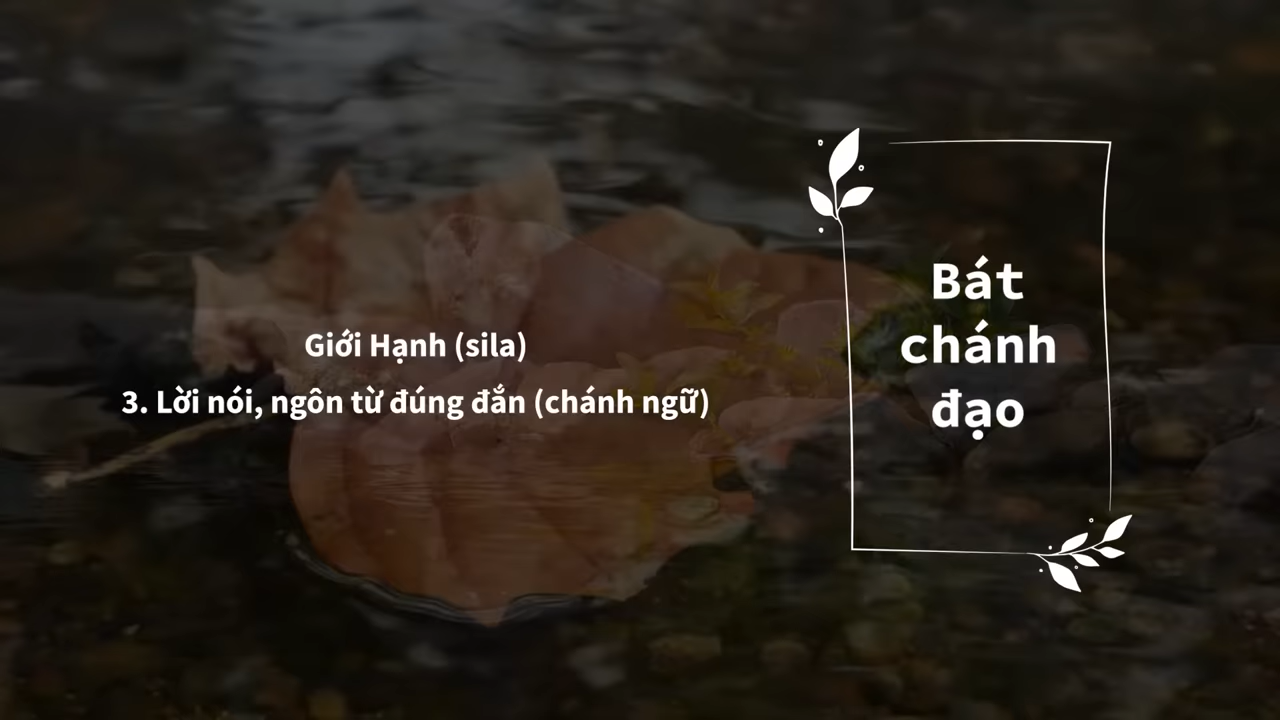 Giới Hạnh (sila)
3. Lời nói, ngôn từ đúng đắn (chánh ngữ)
Bát
chánh
đạo